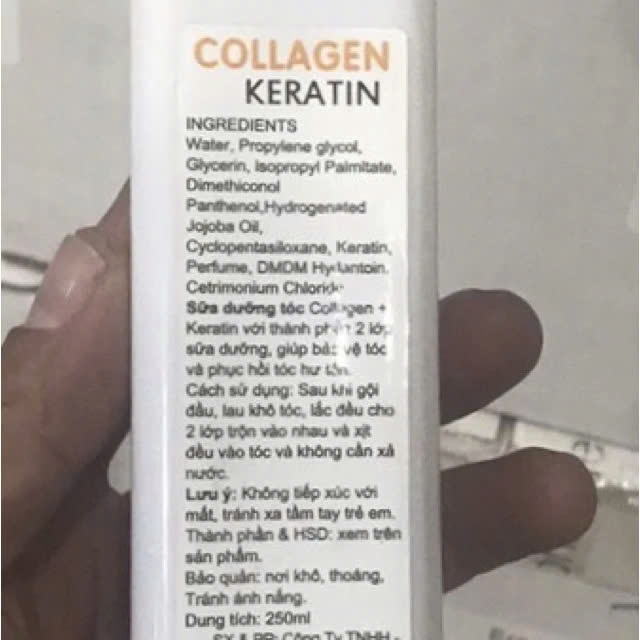 COLLAGEN
KERATIN
INGREDIENTS
Water, Propylene glycol,
Glycerin, Isopropyl Palmitate,
Dimethiconol
Panthenol,Hydrogenated
Jojoba Oil,
Cyclopentasiloxane, Keratin,
Perfume, DMDM Hydantoin.
Cetrimonium Chloride
Sữa dưỡng tóc Collagen +
Keratin với thành phần 2 lớp
sữa dưỡng, giúp bảo vệ tóc
và phục hồi tóc hư tổn.
Cách sử dụng: Sau khi gội
đầu, lau khô tóc, lắc đều cho
2 lớp trộn vào nhau và xịt
đều vào tóc và không cần xả
nước.
Lưu ý: Không tiếp xúc với
mắt, tránh xa tầm tay trẻ em.
Thành phần & HSD: xem trên
sản phẩm.
Bảo quản: nơi khô, thoáng,
Tránh ánh nắng.
Dung tích: 250ml
SX & PP: Công Ty TNHH -